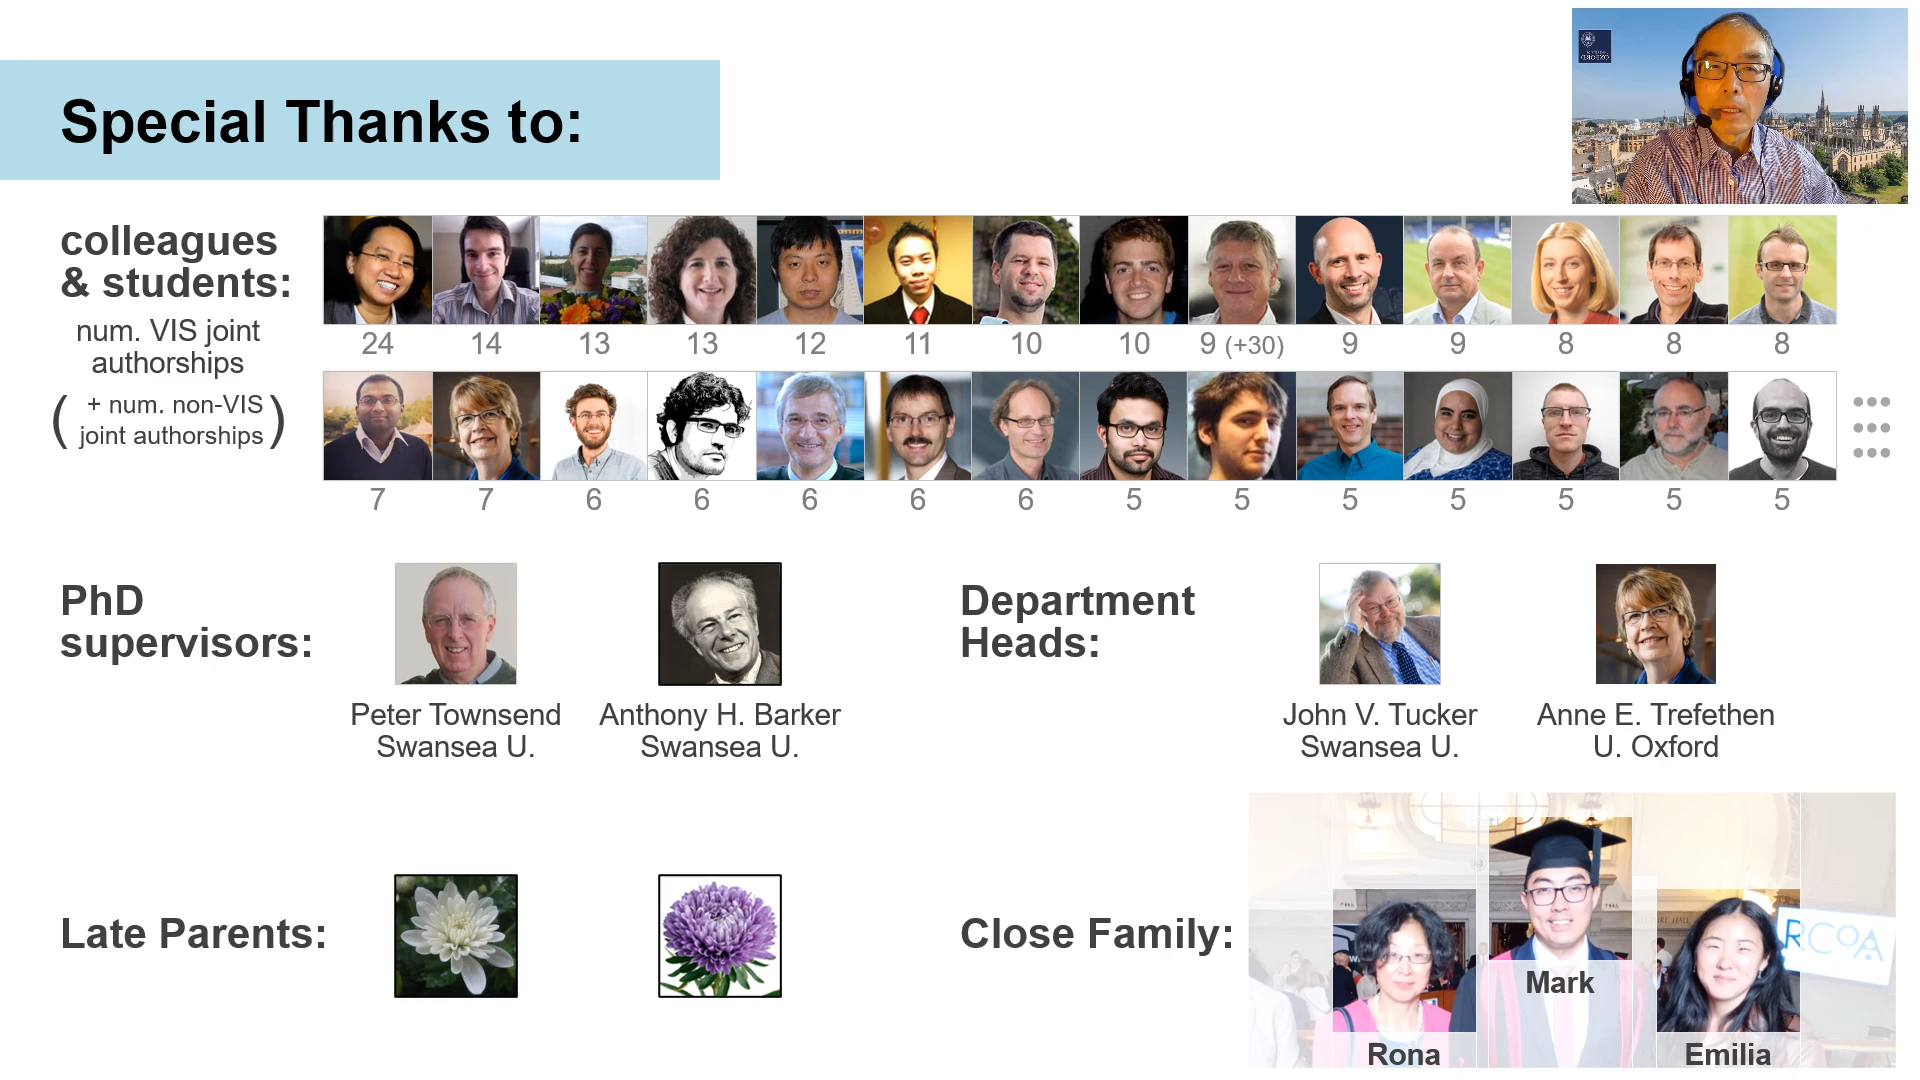 Special Thanks to:
colleagues
& students:
num. VIS joint
authorships
( + num. non-VIS
joint authorships )
24 14 13 13 12 11 10 10 9 (+30) 9 9 8 8 8
7 7 6 6 6 6 6 5 5 5 5 5 5 5
PhD
supervisors:
Peter Townsend
Swansea U.
Anthony H. Barker
Swansea U.
Department
Heads:
John V. Tucker
Swansea U.
Anne E. Trefethen
U. Oxford
Late Parents:
Close Family:
RCoA
Mark
Rona
Emilia
OXFORD